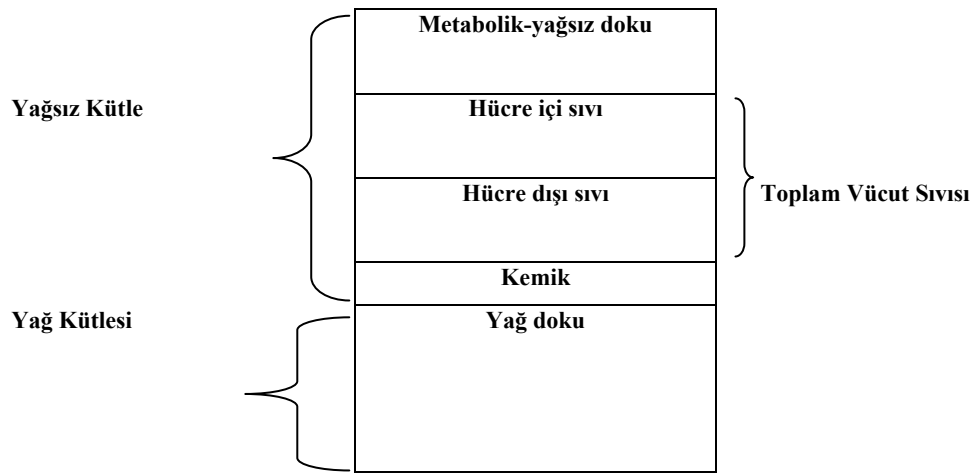 Metabolik-yağsız doku
Yağsız Kütle
Hücre içi sıvı
Hücre dışı sıvı
Toplam Vücut Sıvısı
Kemik
Yağ Kütlesi
Yağ doku